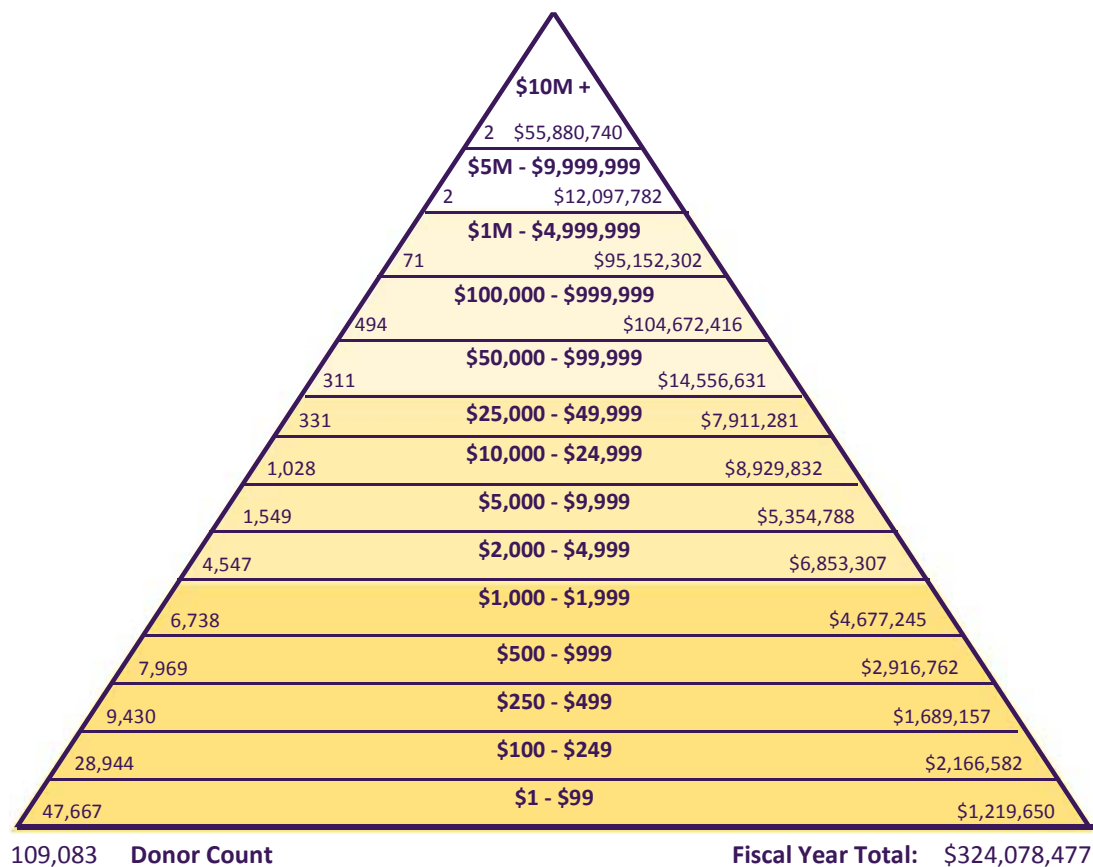 $10M +
2 $55,880,740
$5M - $9,999,999
2 $12,097,782
$1M - $4,999,999
71 $95,152,302
$100,000 - $999,999
494 $104,672,416
$50,000 - $99,999
311 $14,556,631
$25,000 - $49,999
331 $7,911,281
$10,000 - $24,999
1,028 $8,929,832
$5,000 - $9,999
1,549 $5,354,788
$2,000 - $4,999
4,547 $6,853,307
$1,000 - $1,999
6,738 $4,677,245
$500 - $999
7,969 $2,916,762
$250 - $499
9,430 $1,689,157
$100 - $249
28,944 $2,166,582
$1 - $99
47,667 $1,219,650
109,083 Donor Count Fiscal Year Total: $324,078,477